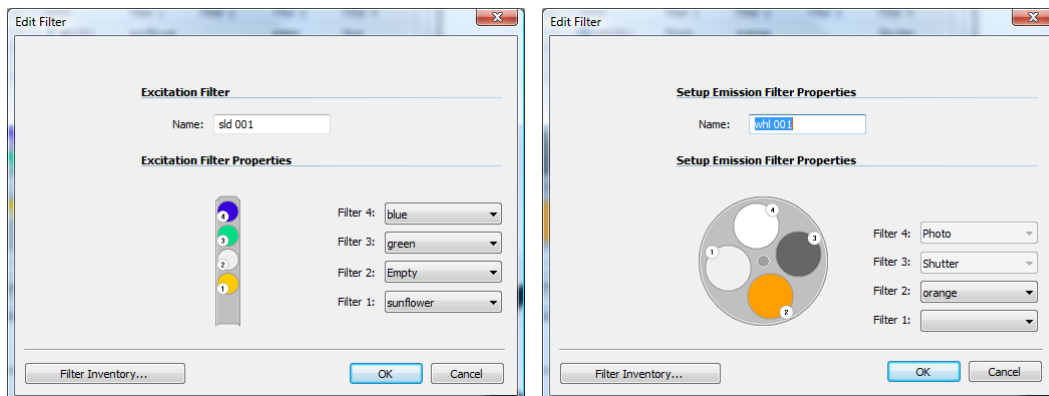 Edit Filter
Excitation Filter
Name: sld 001
Excitation Filter Properties
4
3
2
1
Filter 4: blue
Filter 3: green
Filter 2: Empty
Filter 1: sunflower
Filter Inventory...
OK
Cancel
Edit Filter
Setup Emission Filter Properties
Name: whl 001
Setup Emission Filter Properties
4
3
1
2
Filter 4: Photo
Filter 3: Shutter
Filter 2: orange
Filter 1:
Filter Inventory...
OK
Cancel